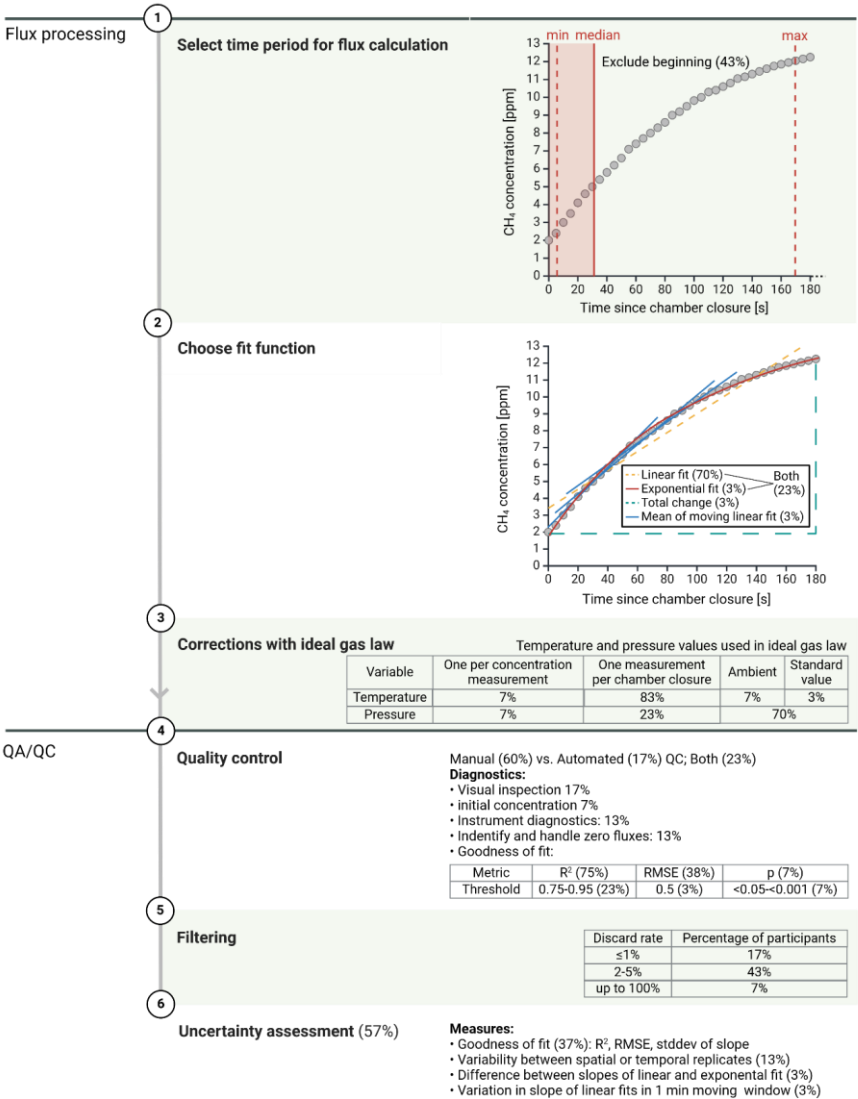 1
Flux processing
Select time period for flux calculation
min median max
Exclude beginning (43%)
CH₄ concentration [ppm]
13
12
11
10
9
8
7
6
5
4
3
2
1
0
0 20 40 60 80 100 120 140 160 180
Time since chamber closure [s]
2
Choose fit function
CH₄ concentration [ppm]
13
12
11
10
9
8
7
6
5
4
3
2
1
0
Linear fit (70%)
Exponential fit (3%)
Both
(23%)
Total change (3%)
Mean of moving linear fit (3%)
0 20 40 60 80 100 120 140 160 180
Time since chamber closure [s]
3
Corrections with ideal gas law
Temperature and pressure values used in ideal gas law
Variable One per concentration measurement One measurement per chamber closure Ambient Standard value
Temperature 7% 83% 7% 3%
Pressure 7% 23% 70%
4
QA/QC
Quality control
Manual (60%) vs. Automated (17%) QC; Both (23%)
Diagnostics:
• Visual inspection 17%
• initial concentration 7%
• Instrument diagnostics: 13%
• Indentify and handle zero fluxes: 13%
• Goodness of fit:
Metric R² (75%) RMSE (38%) p (7%)
Threshold 0.75-0.95 (23%) 0.5 (3%) <0.05-<0.001 (7%)
5
Filtering
Discard rate Percentage of participants
≤1% 17%
2-5% 43%
up to 100% 7%
6
Uncertainty assessment (57%)
Measures:
• Goodness of fit (37%): R², RMSE, stddev of slope
• Variability between spatial or temporal replicates (13%)
• Difference between slopes of linear and exponential fit (3%)
• Variation in slope of linear fits in 1 min moving window (3%)